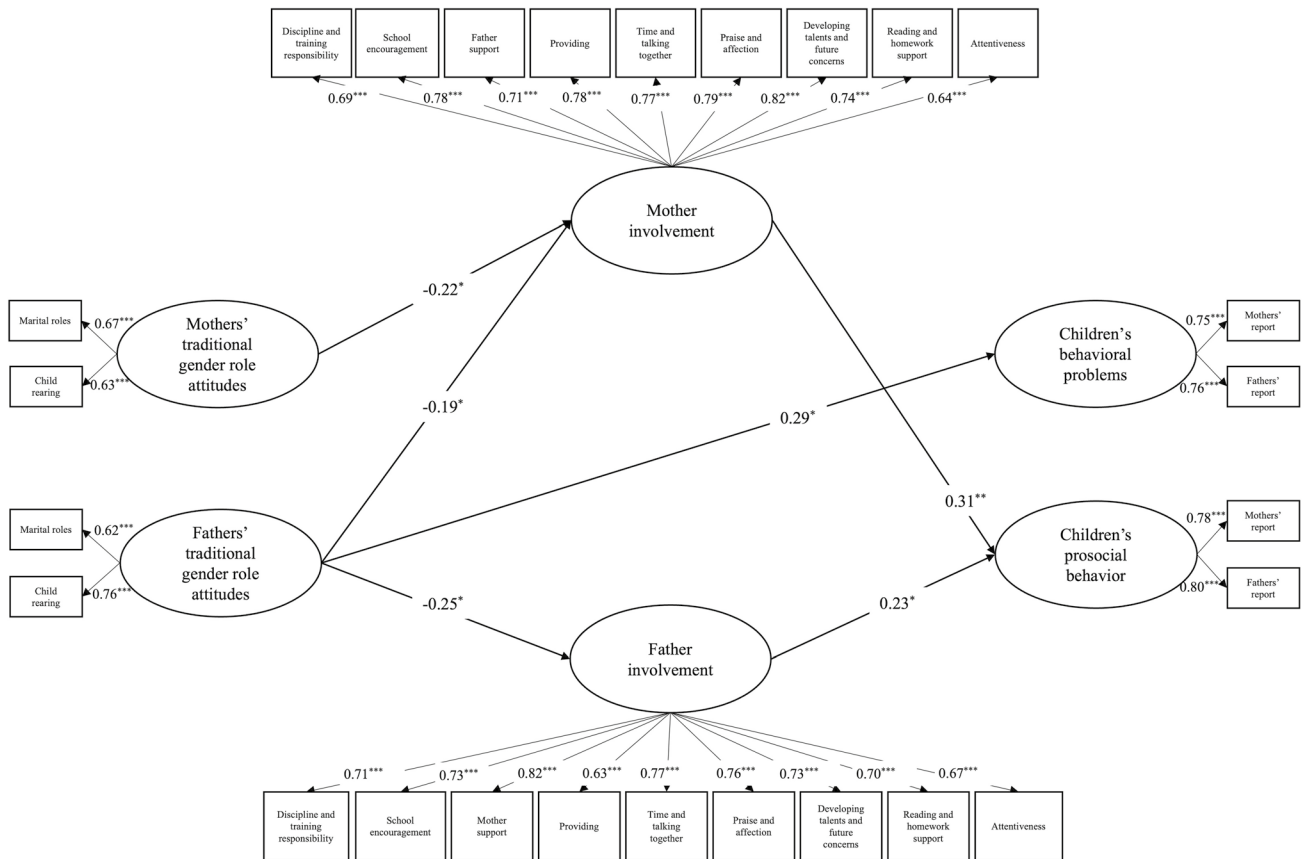 Discipline and
training
responsibility
School
encouragement
Father
support
Providing
Time and
talking
together
Praise and
affection
Developing
talents and
future
concerns
Reading and
homework
support
Attentiveness
0.69***
0.78***
0.71***
0.78***
0.77***
0.79***
0.82***
0.74***
0.64***
Mother
involvement
-0.22*
Marital roles
0.67***
Child
rearing
0.63***
Mothers’
traditional
gender role
attitudes
-0.19*
0.29*
Children’s
behavioral
problems
0.75***
Mothers’
report
0.76***
Fathers’
report
Marital roles
0.62***
Child
rearing
0.76***
Fathers’
traditional
gender role
attitudes
-0.25*
0.31**
0.23*
Children’s
prosocial
behavior
0.78***
Mothers’
report
0.80***
Fathers’
report
Father
involvement
0.71***
0.73***
0.82***
0.63***
0.77***
0.76***
0.73***
0.70***
0.67***
Discipline and
training
responsibility
School
encouragement
Mother
support
Providing
Time and
talking
together
Praise and
affection
Developing
talents and
future
concerns
Reading and
homework
support
Attentiveness